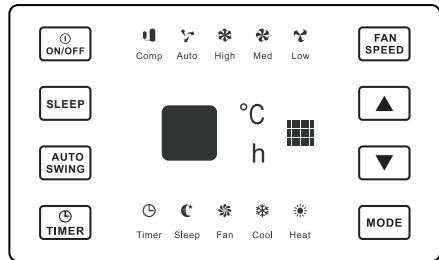 ON/OFF
Comp Auto High Med Low
FAN
SPEED
SLEEP
°C
h
AUTO
SWING
TIMER
Timer Sleep Fan Cool Heat
MODE